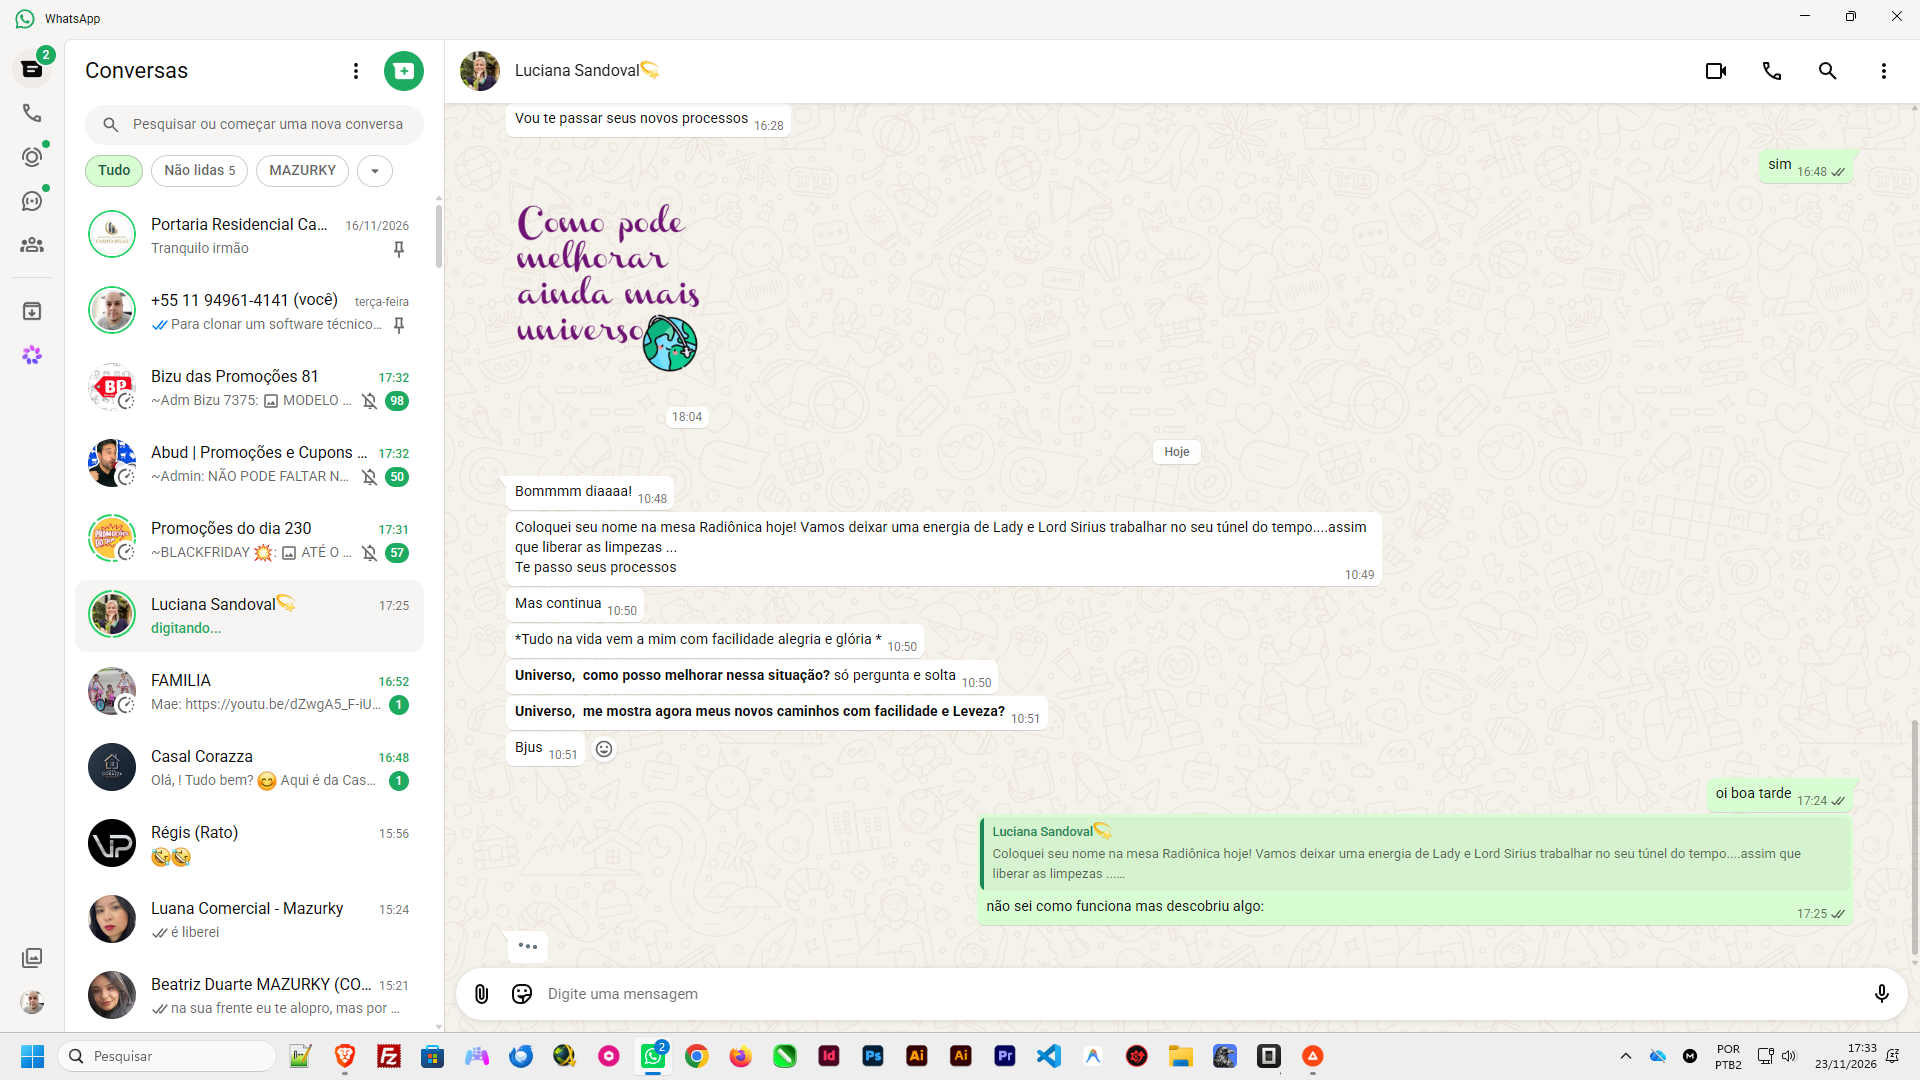 WhatsApp
2
Conversas
Pesquisar ou começar uma nova conversa
Tudo
Não lidas 5
MAZURKY
Portaria Residencial Ca...
16/11/2026
Tranquilo irmão
+55 11 94961-4141 (você)
terça-feira
Para clonar um software técnico...
Bizu das Promoções 81
17:32
~Adm Bizu 7375: MODELO ...
98
Abud | Promoções e Cupons ...
17:32
~Admin: NÃO PODE FALTAR N...
50
Promoções do dia 230
17:31
~BLACKFRIDAY 💥: ATÉ O ...
57
Luciana Sandoval💫
17:25
digitando...
FAMILIA
16:52
Mae: https://youtu.be/dZwgA5_F-iU...
1
Casal Corazza
16:48
Olá, ! Tudo bem? 😊 Aqui é da Cas...
1
Régis (Rato)
15:56
🤣🤣
Luana Comercial - Mazurky
15:24
é liberei
Beatriz Duarte MAZURKY (CO...
15:21
na sua frente eu te alopro, mas por ...
Luciana Sandoval💫
Vou te passar seus novos processos 16:28
sim 16:48
Como pode
melhorar
ainda mais
universo
18:04
Hoje
Bommmm diaaaa! 10:48
Coloquei seu nome na mesa Radiônica hoje! Vamos deixar uma energia de Lady e Lord Sirius trabalhar no seu túnel do tempo....assim
que liberar as limpezas ...
Te passo seus processos
10:49
Mas continua 10:50
*Tudo na vida vem a mim com facilidade alegria e glória * 10:50
Universo,  como posso melhorar nessa situação? só pergunta e solta 10:50
Universo,  me mostra agora meus novos caminhos com facilidade e Leveza? 10:51
Bjus 10:51
oi boa tarde 17:24
Luciana Sandoval💫
Coloquei seu nome na mesa Radiônica hoje! Vamos deixar uma energia de Lady e Lord Sirius trabalhar no seu túnel do tempo....assim que
liberar as limpezas ......
não sei como funciona mas descobriu algo:
17:25
Digite uma mensagem
Pesquisar
2
POR
PTB2
17:33
23/11/2026